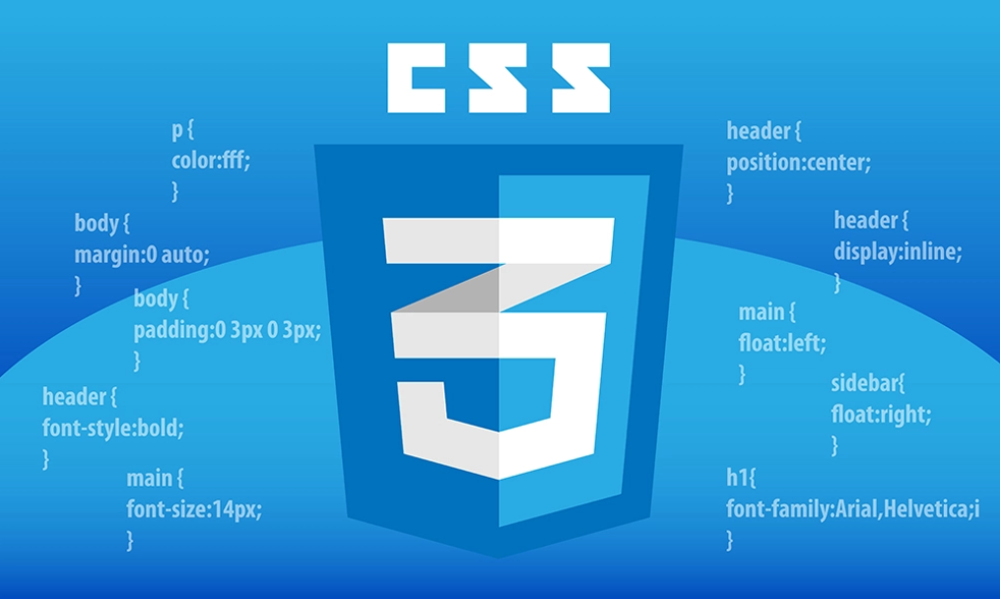 CSS
3
p {
color:fff;
}
body {
margin:0 auto;
}
body {
padding:0 3px 0 3px;
}
header {
font-style:bold;
}
main {
font-size:14px;
}
header {
position:center;
}
header {
display:inline;
}
main {
float:left;
}
sidebar{
float:right;
}
h1{
font-family:Arial,Helvetica;i
}